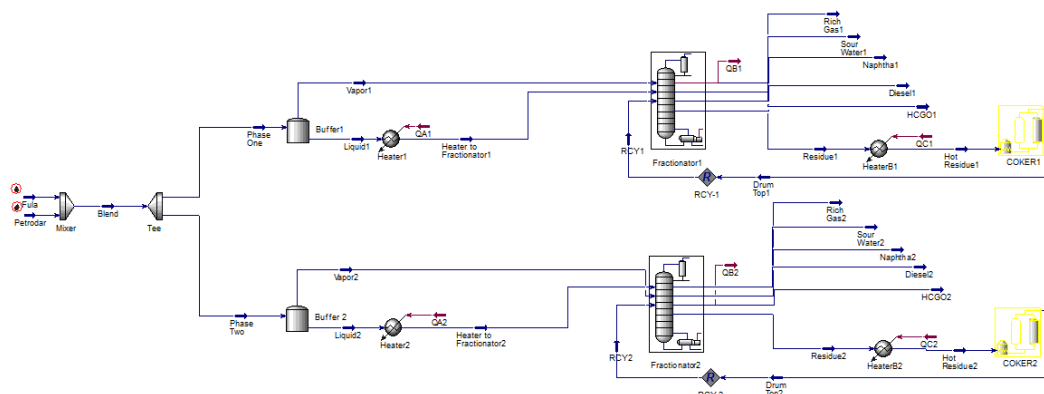 Rich
Gas1
Sour
Water1
Naphtha1
Diesel1
HCGO1
QB1
Vapor1
Phase
One
Buffer1
Liquid1
QA1
Heater1
Heater to
Fractionator1
RCY1
Fractionator1
Residue1
QC1
HeaterB1
Hot
Residue1
COKER1
R
RCY-1
Drum
Top1
Fula
Petrodar
Mixer
Blend
Tee
Rich
Gas2
Sour
Water2
Naphtha2
Diesel2
HCGO2
QB2
Vapor2
Phase
Two
Buffer 2
Liquid2
QA2
Heater2
Heater to
Fractionator2
RCY2
Fractionator2
Residue2
QC2
HeaterB2
Hot
Residue2
COKER2
R
Drum